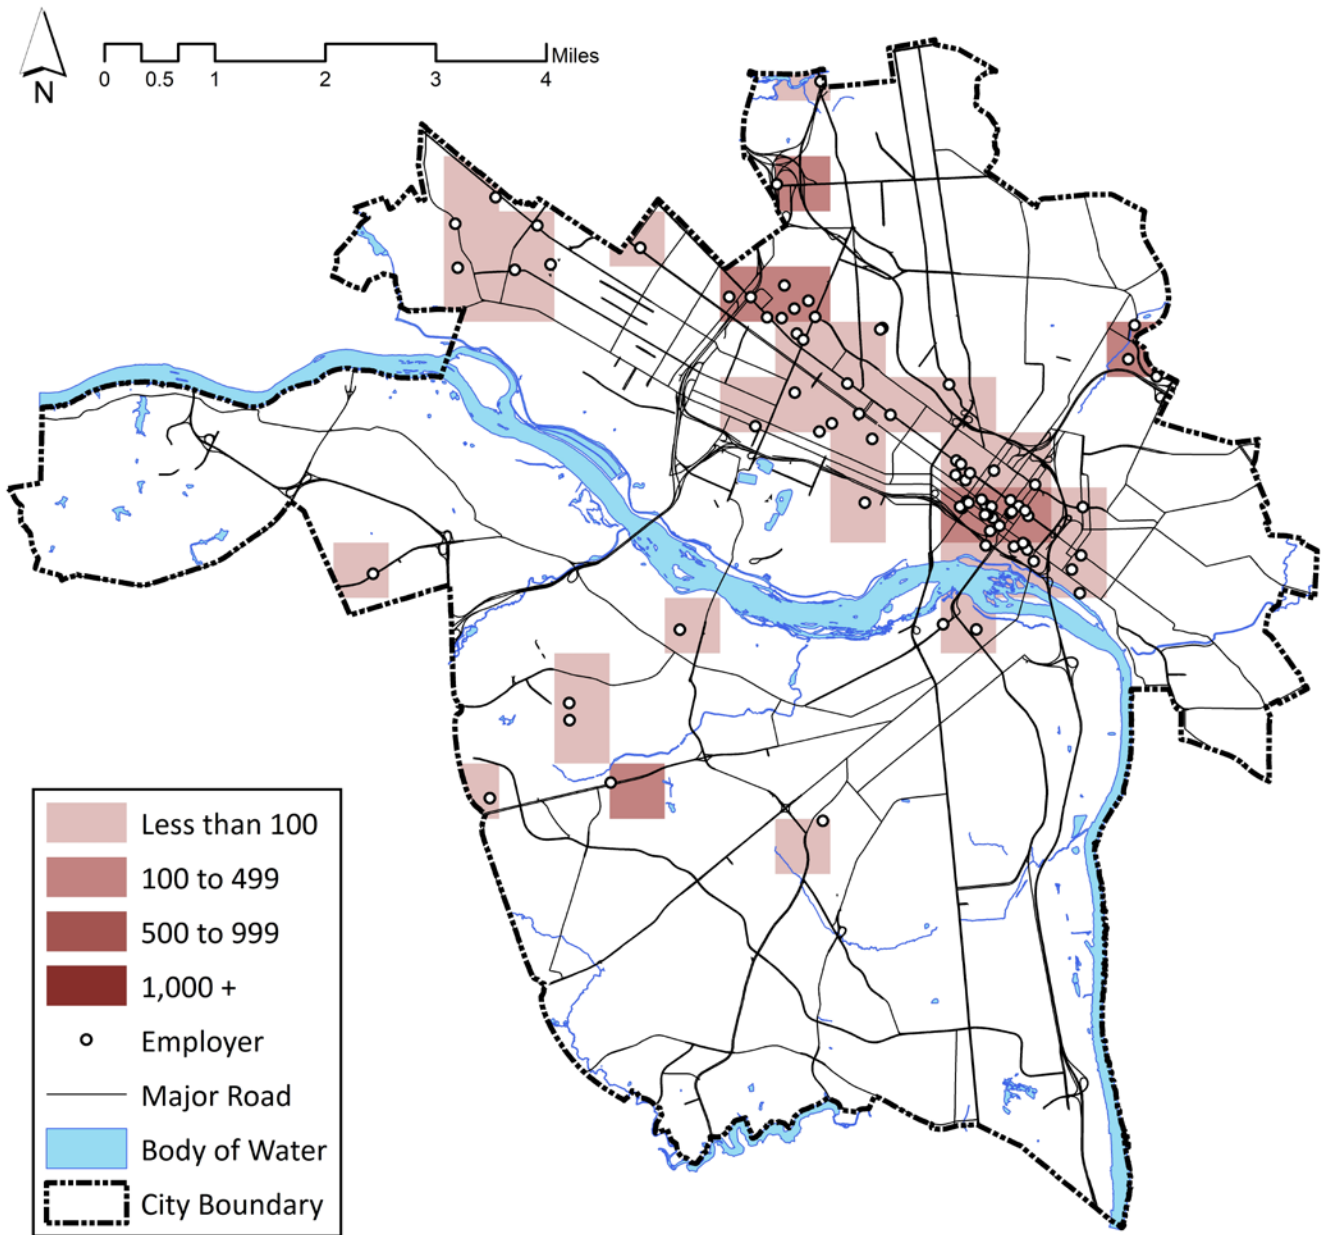 Miles
0 0.5 1 2 3 4
N
Less than 100
100 to 499
500 to 999
1,000 +
Employer
Major Road
Body of Water
City Boundary